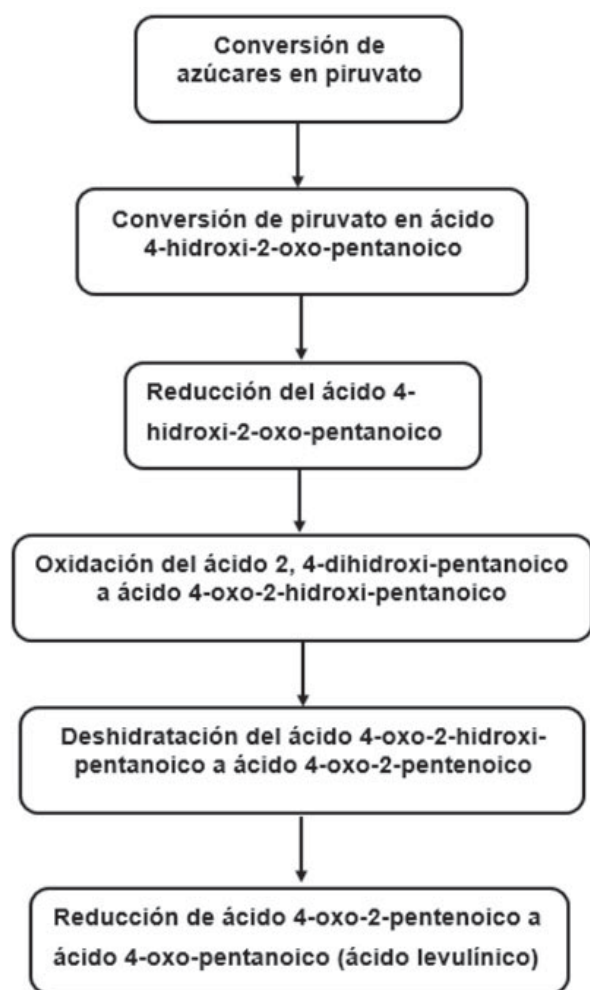 Conversión de
azúcares en piruvato
Conversión de piruvato en ácido
4-hidroxi-2-oxo-pentanoico
Reducción del ácido 4-
hidroxi-2-oxo-pentanoico
Oxidación del ácido 2, 4-dihidroxi-pentanoico
a ácido 4-oxo-2-hidroxi-pentanoico
Deshidratación del ácido 4-oxo-2-hidroxi-
pentanoico a ácido 4-oxo-2-pentenoico
Reducción de ácido 4-oxo-2-pentenoico a
ácido 4-oxo-pentanoico (ácido levulínico)